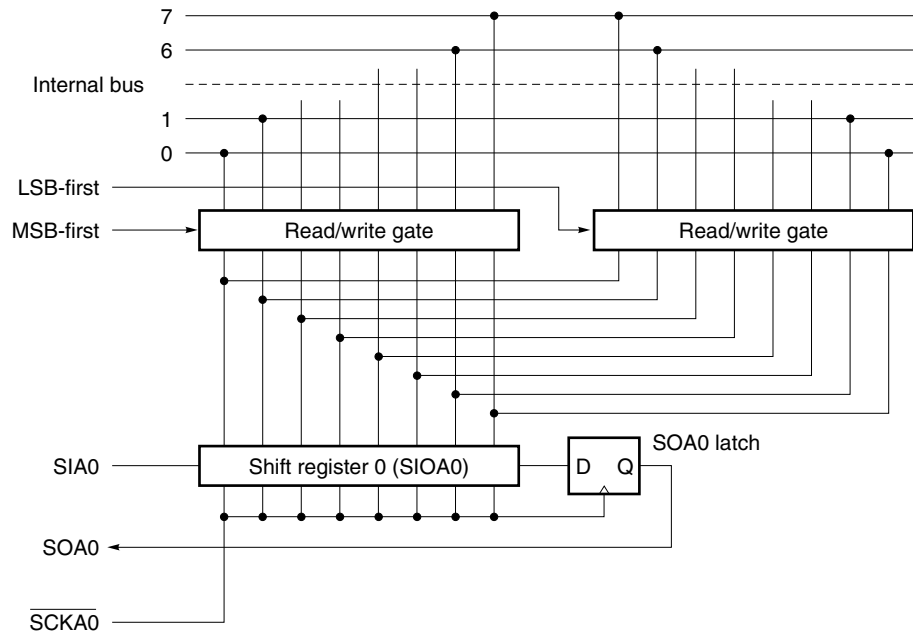 7
6
Internal bus
1
0
LSB-first
MSB-first
Read/write gate
Read/write gate
SOA0 latch
SIA0
Shift register 0 (SIOA0)
D Q
SOA0
SCKA0